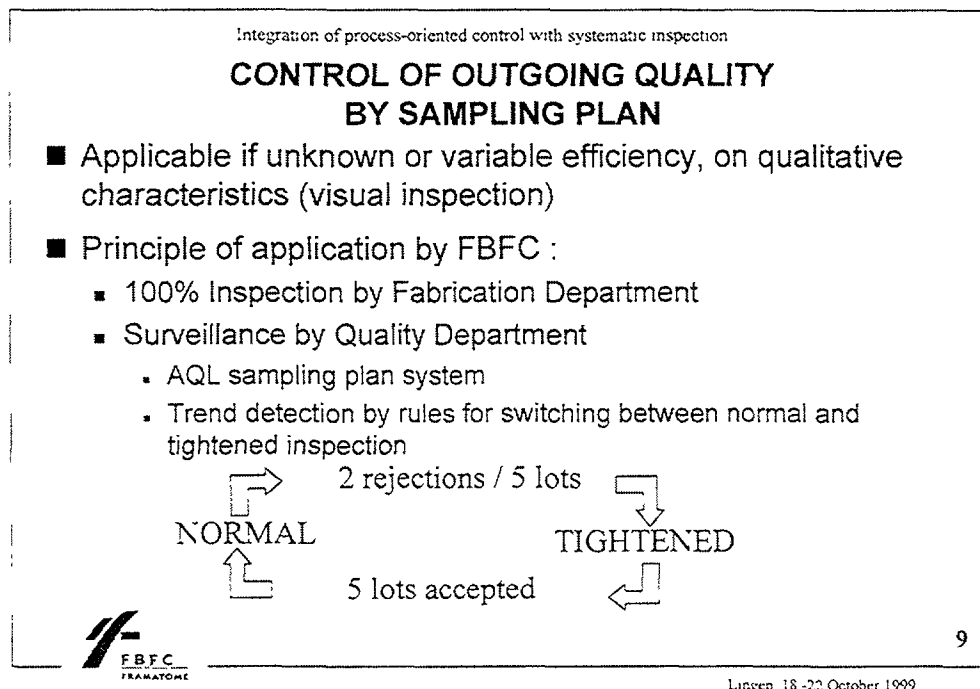 Integration of process-oriented control with systematic inspection
CONTROL OF OUTGOING QUALITY
BY SAMPLING PLAN
■ Applicable if unknown or variable efficiency, on qualitative
characteristics (visual inspection)
■ Principle of application by FBFC :
▪ 100% Inspection by Fabrication Department
▪ Surveillance by Quality Department
▪ AQL sampling plan system
▪ Trend detection by rules for switching between normal and
tightened inspection
2 rejections / 5 lots
NORMAL
TIGHTENED
5 lots accepted
FBFC
FRAMATOME
9
Lingen, 18 -22 October 1999